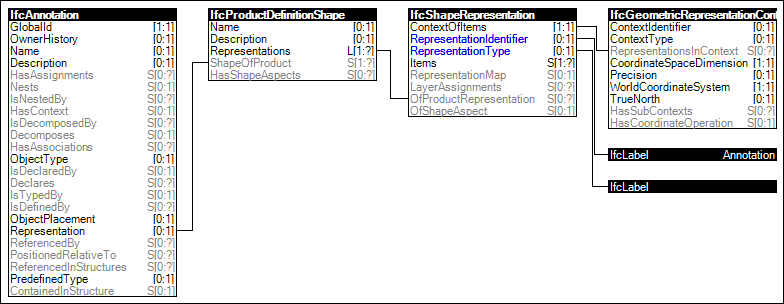 IfcAnnotation
GlobalId [1:1]
OwnerHistory [0:1]
Name [0:1]
Description [0:1]
HasAssignments S[0:?]
Nests S[0:1]
IsNestedBy S[0:?]
HasContext S[0:1]
IsDecomposedBy S[0:?]
Decomposes S[0:1]
HasAssociations S[0:?]
ObjectType [0:1]
IsDeclaredBy S[0:1]
Declares S[0:?]
IsTypedBy S[0:1]
IsDefinedBy S[0:?]
ObjectPlacement [0:1]
Representation [0:1]
ReferencedBy S[0:?]
PositionedRelativeTo S[0:?]
ReferencedInStructures S[0:?]
PredefinedType [0:1]
ContainedInStructure S[0:1]
IfcProductDefinitionShape
Name [0:1]
Description [0:1]
Representations L[1:?]
ShapeOfProduct S[1:?]
HasShapeAspects S[0:?]
IfcShapeRepresentation
ContextOfItems [1:1]
RepresentationIdentifier [0:1]
RepresentationType [0:1]
Items S[1:?]
RepresentationMap S[0:1]
LayerAssignments S[0:?]
OfProductRepresentation S[0:?]
OfShapeAspect S[0:1]
IfcGeometricRepresentationCont
ContextIdentifier [0:1]
ContextType [0:1]
RepresentationsInContext S[0:?]
CoordinateSpaceDimension [1:1]
Precision [0:1]
WorldCoordinateSystem [1:1]
TrueNorth [0:1]
HasSubContexts S[0:?]
HasCoordinateOperation S[0:1]
IfcLabel Annotation
IfcLabel